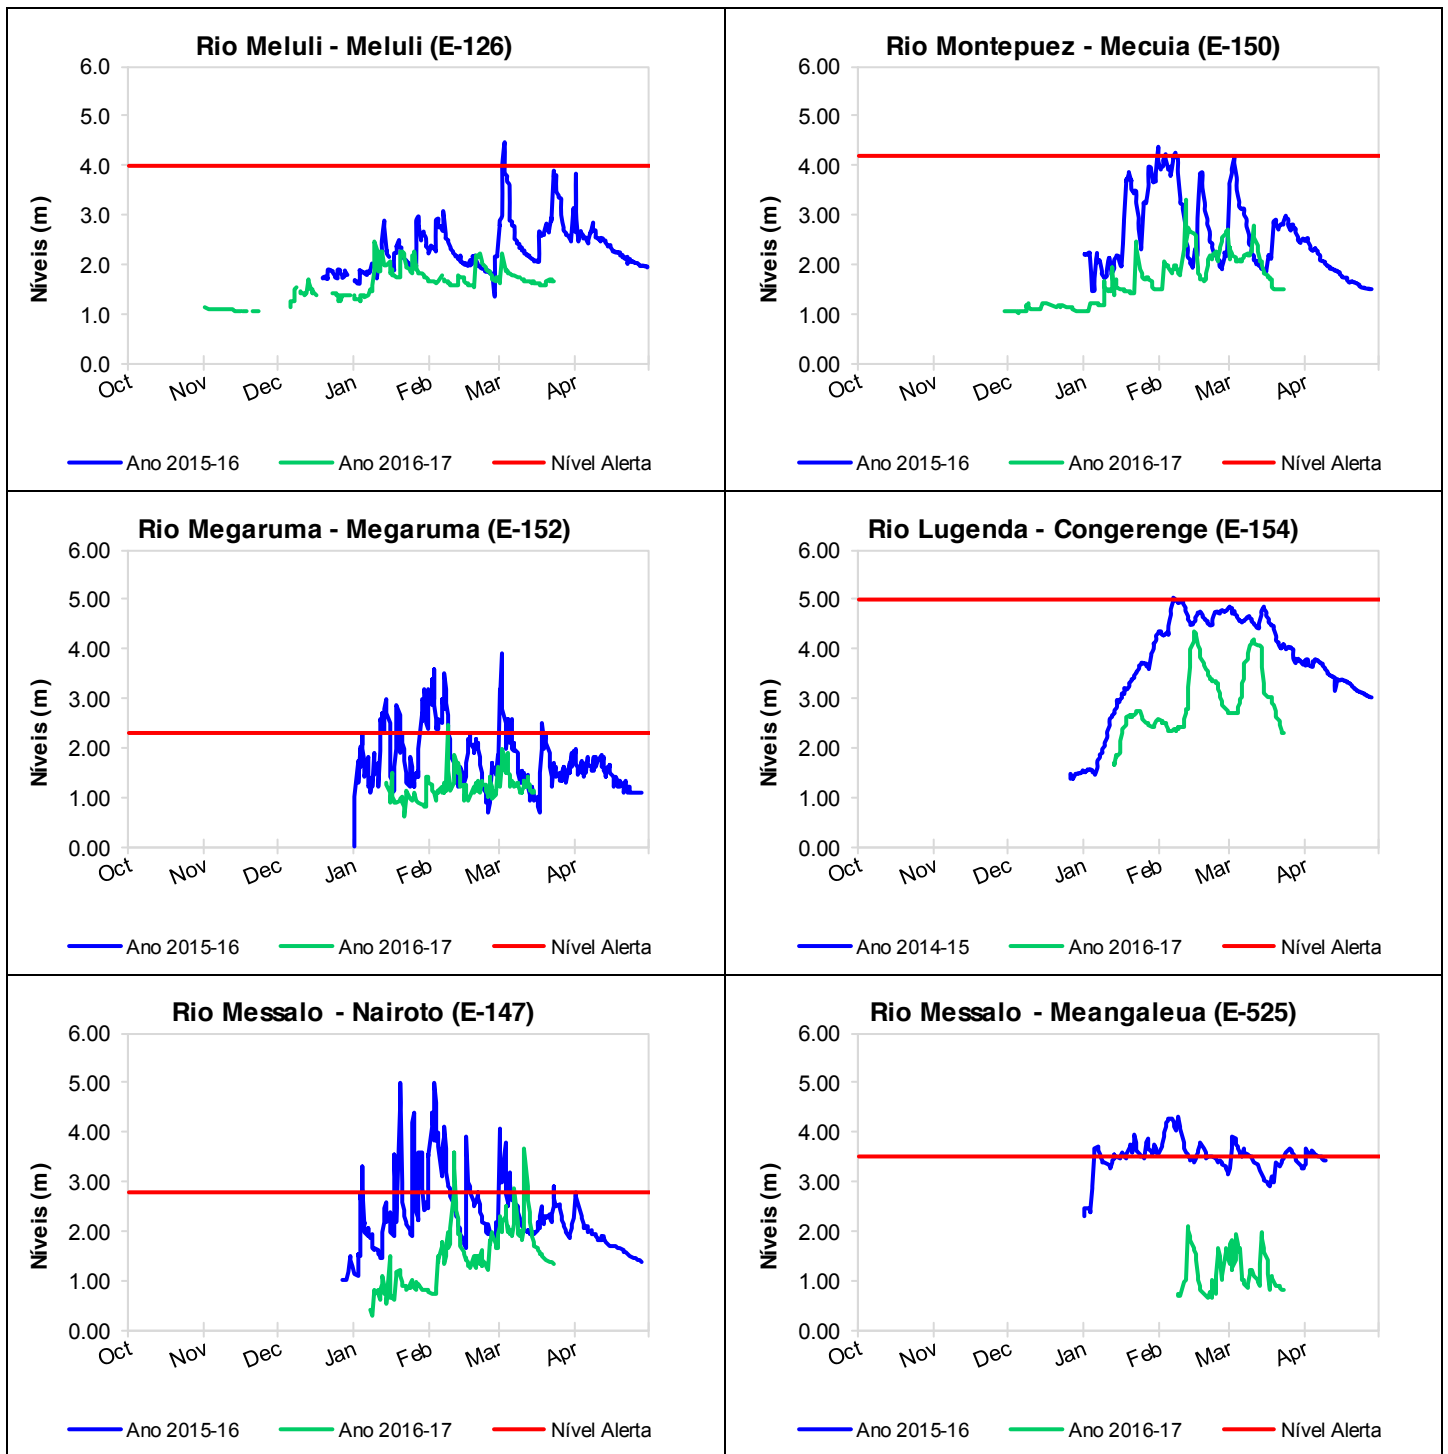 Rio Meluli - Meluli (E-126)
6.0
5.0
4.0
3.0
2.0
1.0
0.0
Níveis (m)
Oct Nov Dec Jan Feb Mar Apr
Ano 2015-16 Ano 2016-17 Nível Alerta
Rio Montepuez - Mecuia (E-150)
6.00
5.00
4.00
3.00
2.00
1.00
0.00
Níveis (m)
Oct Nov Dec Jan Feb Mar Apr
Ano 2015-16 Ano 2016-17 Nível Alerta
Rio Megaruma - Megaruma (E-152)
6.00
5.00
4.00
3.00
2.00
1.00
0.00
Níveis (m)
Oct Nov Dec Jan Feb Mar Apr
Ano 2015-16 Ano 2016-17 Nível Alerta
Rio Lugenda - Congerenge (E-154)
6.00
5.00
4.00
3.00
2.00
1.00
0.00
Níveis (m)
Oct Nov Dec Jan Feb Mar Apr
Ano 2014-15 Ano 2016-17 Nível Alerta
Rio Messalo - Nairoto (E-147)
6.00
5.00
4.00
3.00
2.00
1.00
0.00
Níveis (m)
Oct Nov Dec Jan Feb Mar Apr
Ano 2015-16 Ano 2016-17 Nível Alerta
Rio Messalo - Meangaleua (E-525)
6.00
5.00
4.00
3.00
2.00
1.00
0.00
Níveis (m)
Oct Nov Dec Jan Feb Mar Apr
Ano 2015-16 Ano 2016-17 Nível Alerta